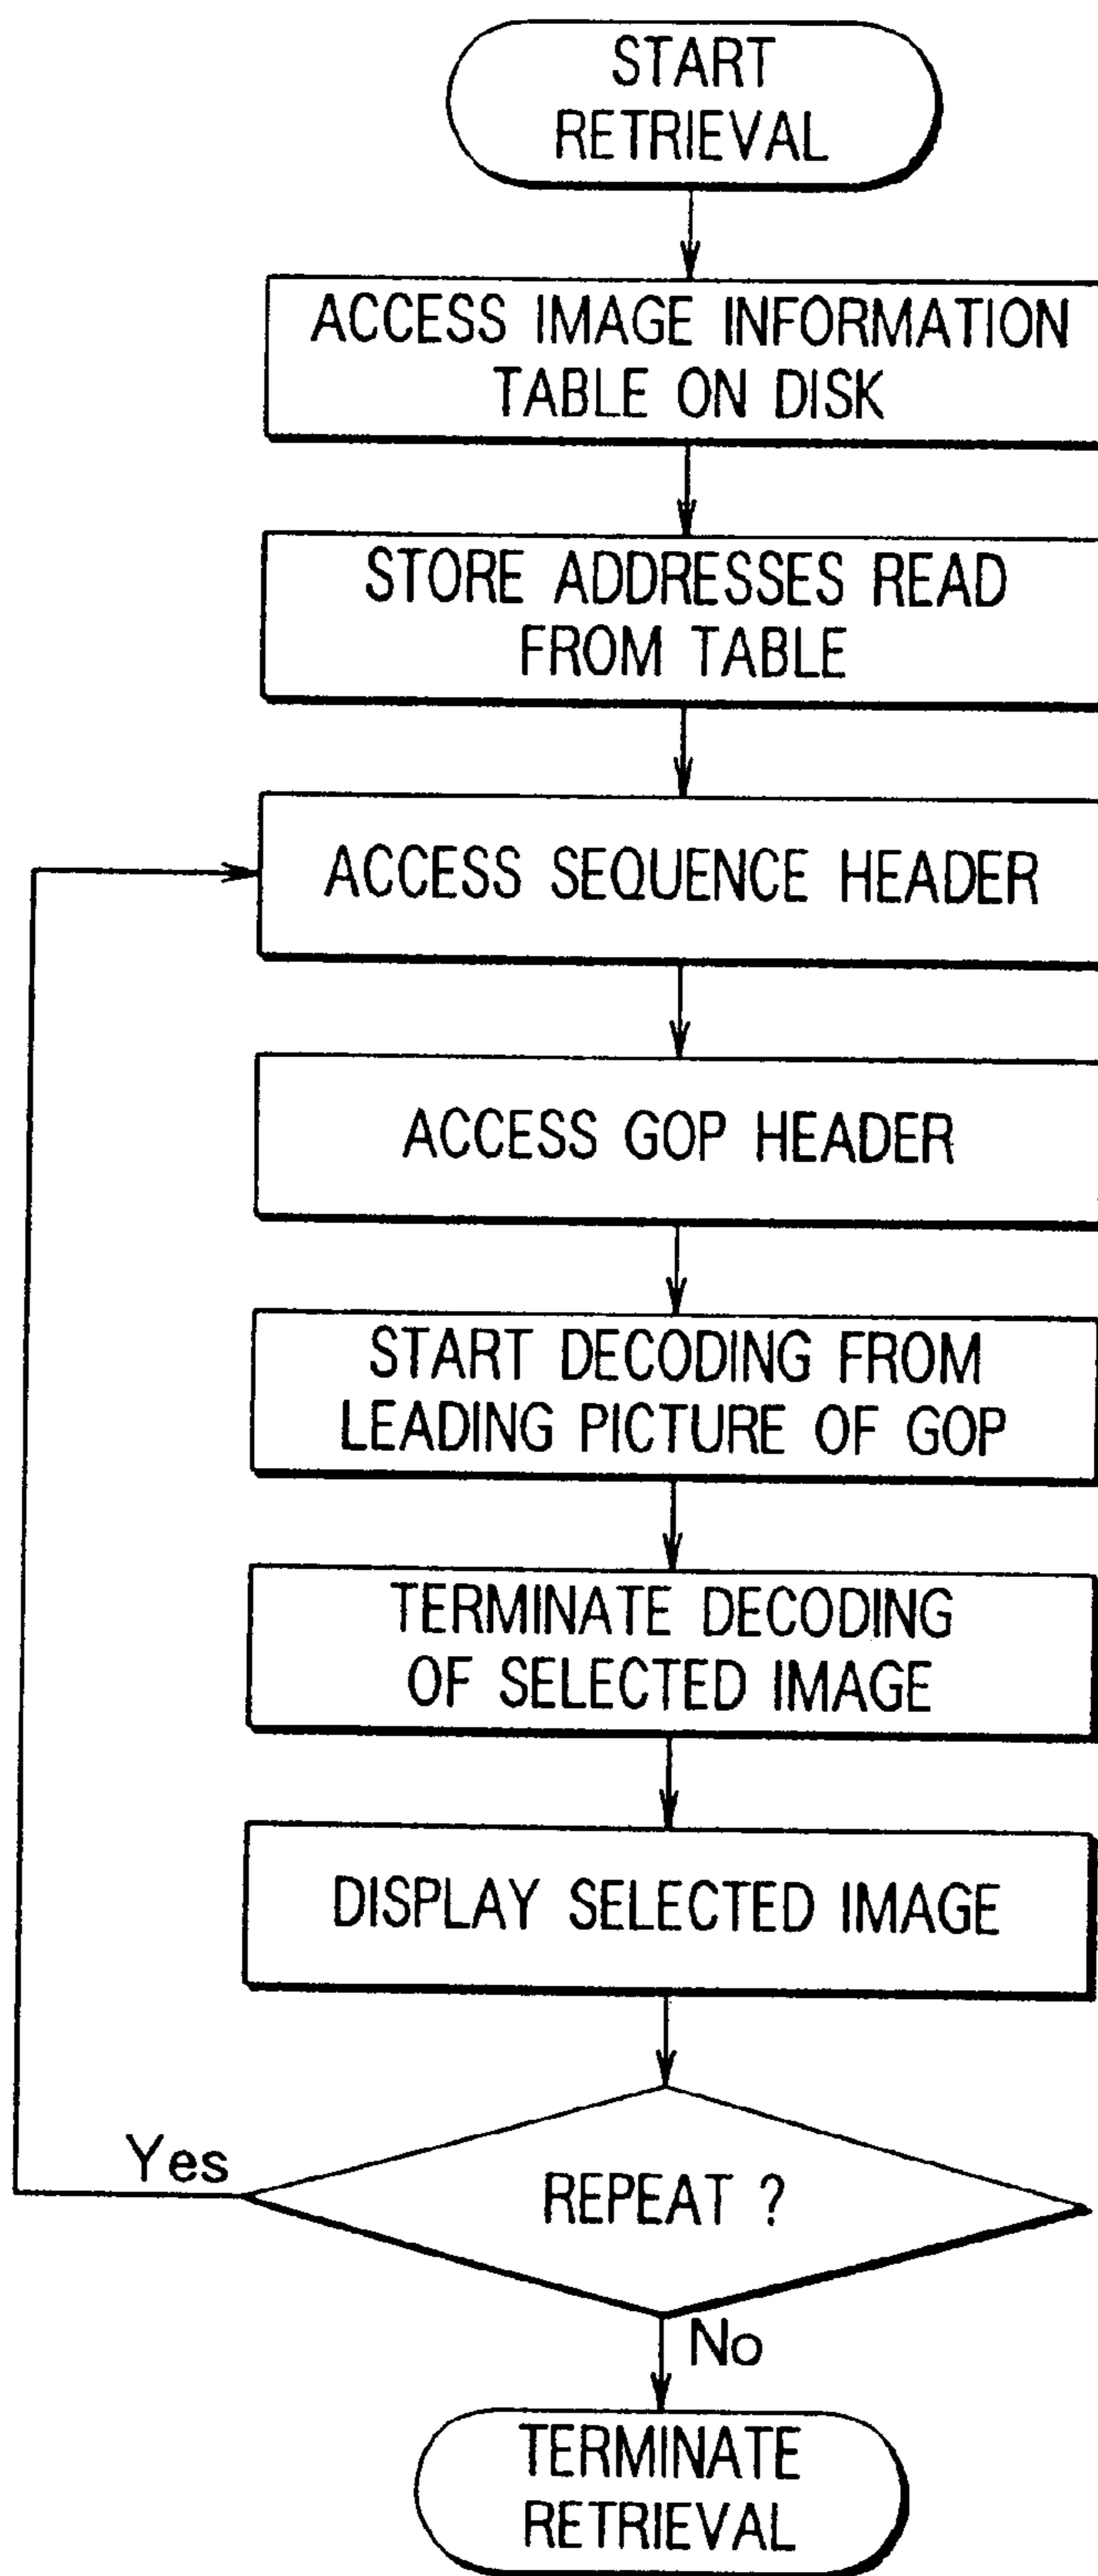 START
RETRIEVAL
ACCESS IMAGE INFORMATION
TABLE ON DISK
STORE ADDRESSES READ
FROM TABLE
ACCESS SEQUENCE HEADER
ACCESS GOP HEADER
START DECODING FROM
LEADING PICTURE OF GOP
TERMINATE DECODING
OF SELECTED IMAGE
DISPLAY SELECTED IMAGE
Yes
REPEAT ?
No
TERMINATE
RETRIEVAL